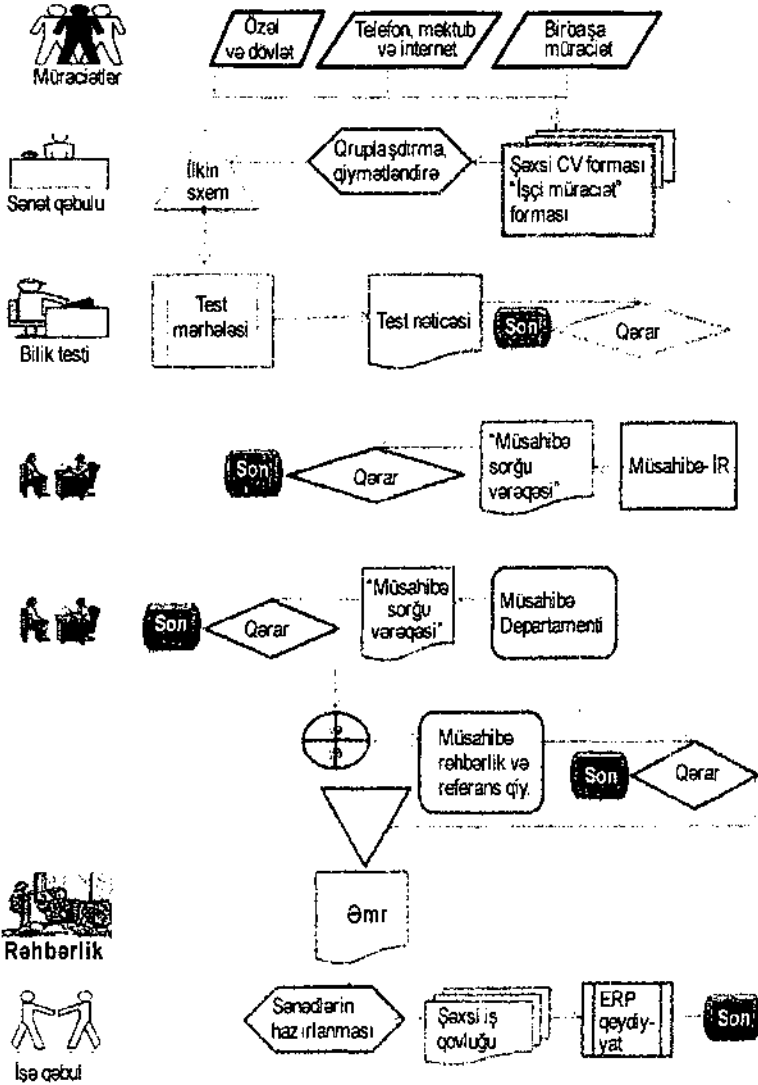 Özəl
və dövlət
Telefon, məktub
və internet
Birbaşa
müraciət
Müraciətlər
Qruplaşdırma,
qiymətləndirə
Şəxsi CV forması
"İşçi müraciət"
forması
İlkin
sxem
Sənət qəbulu
Test
mərhələsi
Test nəticəsi
Son
Qərar
Bilik testi
Son
Qərar
"Müsahibə
sorğu
vərəqəsi"
Müsahibə- İR
Son
Qərar
"Müsahibə
sorğu
vərəqəsi"
Müsahibə
Departamenti
Müsahibə
rəhbərlik və
referans qiy.
Son
Qərar
Əmr
Rəhbərlik
Sənədlərin
hazırlanması
Şəxsi iş
qovluğu
ERP
qeydiy-
yat
Son
İşə qəbul